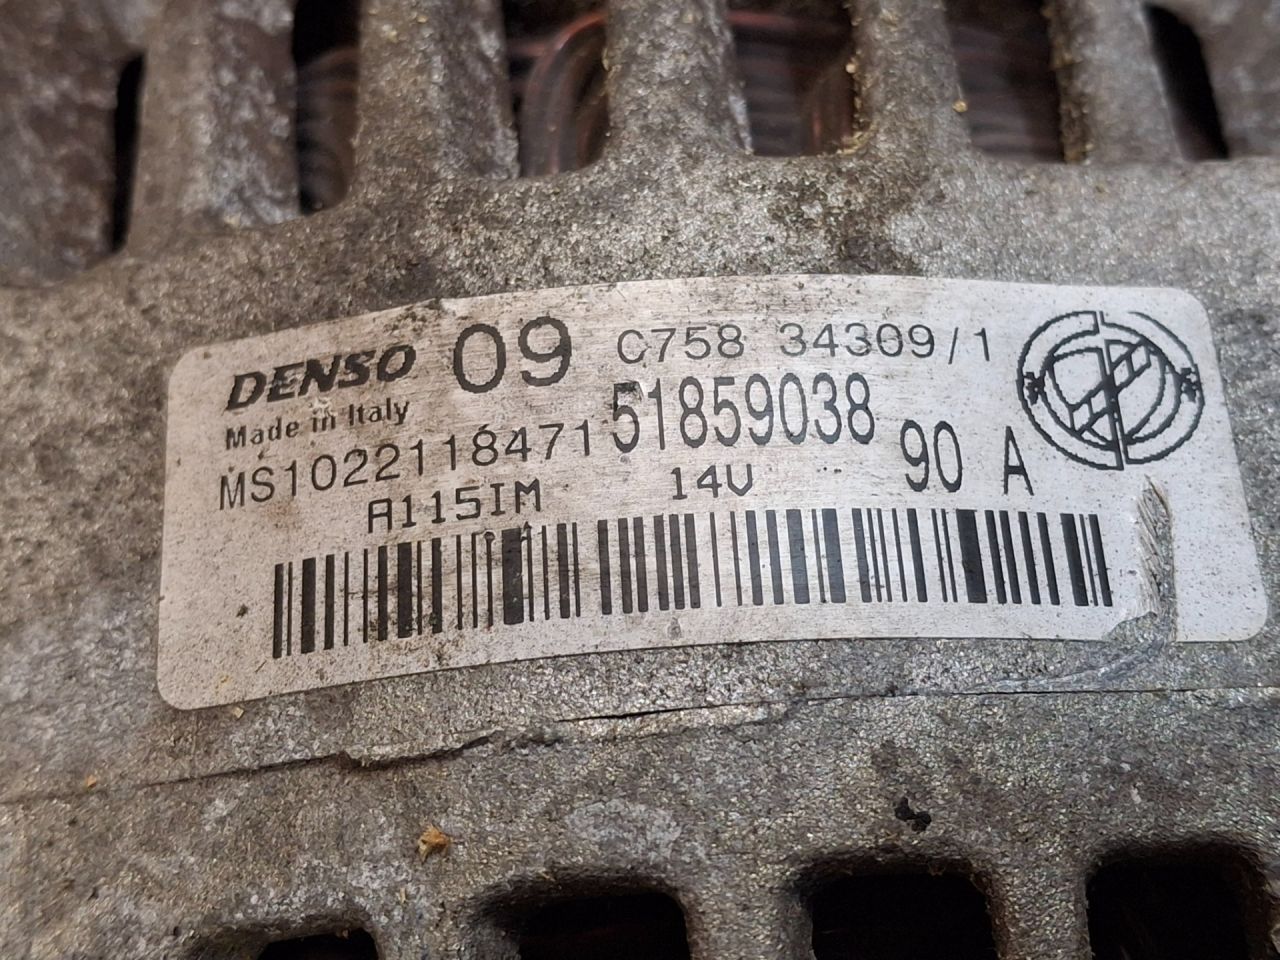 DENSO 09 C758 34309/1
Made in Italy
MS1022118471 51859038 90 A
A115IM 14V